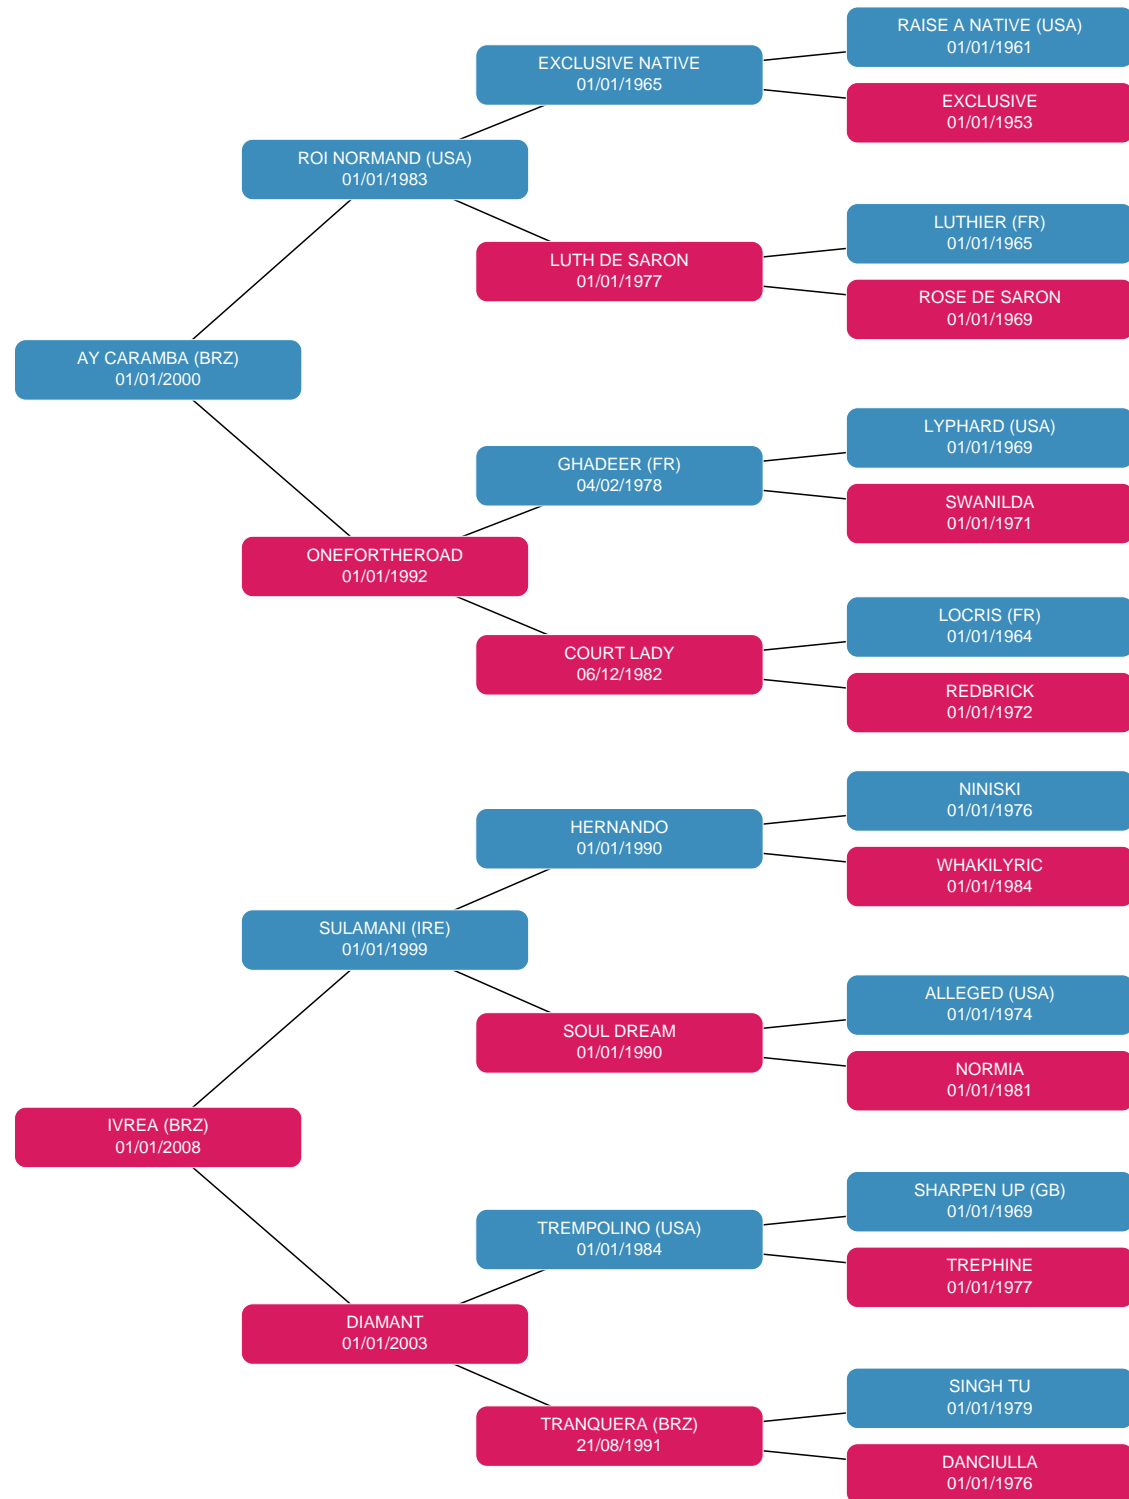 RAISE A NATIVE (USA)
01/01/1961
EXCLUSIVE NATIVE
01/01/1965
EXCLUSIVE
01/01/1953
ROI NORMAND (USA)
01/01/1983
LUTHIER (FR)
01/01/1965
LUTH DE SARON
01/01/1977
ROSE DE SARON
01/01/1969
AY CARAMBA (BRZ)
01/01/2000
LYPHARD (USA)
01/01/1969
GHADEER (FR)
04/02/1978
SWANILDA
01/01/1971
ONEFORTHEROAD
01/01/1992
LOCRIS (FR)
01/01/1964
COURT LADY
06/12/1982
REDBRICK
01/01/1972
NINISKI
01/01/1976
HERNANDO
01/01/1990
WHAKILYRIC
01/01/1984
SULAMANI (IRE)
01/01/1999
ALLEGED (USA)
01/01/1974
SOUL DREAM
01/01/1990
NORMIA
01/01/1981
IVREA (BRZ)
01/01/2008
SHARPEN UP (GB)
01/01/1969
TREMPOLINO (USA)
01/01/1984
TREPHINE
01/01/1977
DIAMANT
01/01/2003
SINGH TU
01/01/1979
TRANQUERA (BRZ)
21/08/1991
DANCIULLA
01/01/1976